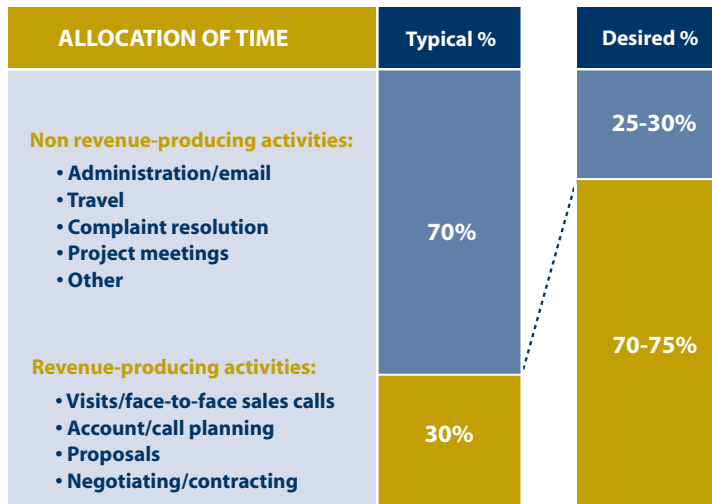 ALLOCATION OF TIME
Typical %
Desired %
Non revenue-producing activities:
• Administration/email
• Travel
• Complaint resolution
• Project meetings
• Other
70%
25-30%
Revenue-producing activities:
• Visits/face-to-face sales calls
• Account/call planning
• Proposals
• Negotiating/contracting
30%
70-75%